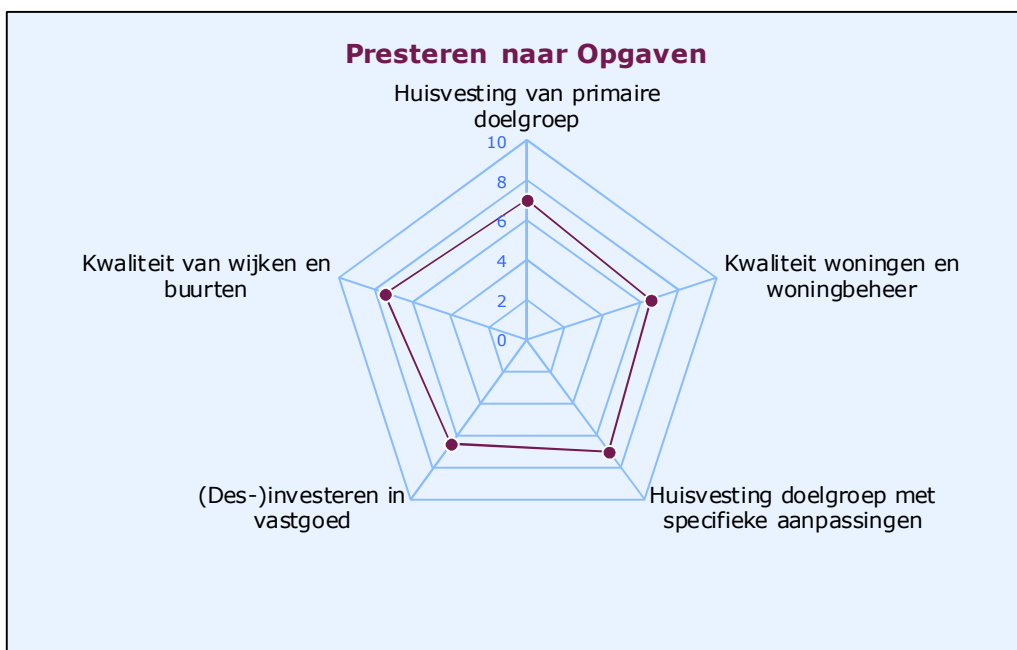 Presteren naar Opgaven
Huisvesting van primaire
doelgroep
10
8
6
4
2
0
Kwaliteit van wijken en
buurten
Kwaliteit woningen en
woningbeheer
(Des-)investeren in
vastgoed
Huisvesting doelgroep met
specifieke aanpassingen